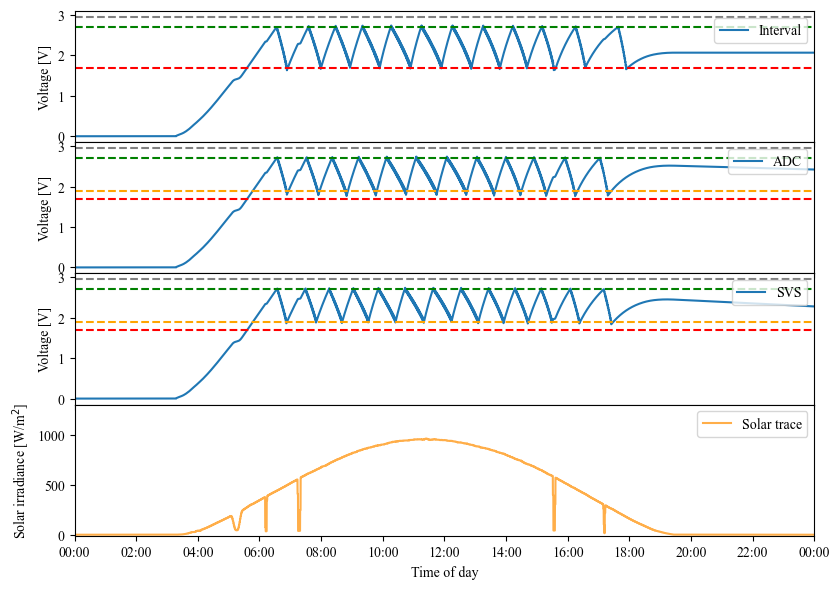 3
2
1
0
Voltage [V]
Interval
3
2
1
0
Voltage [V]
ADC
3
2
1
0
Voltage [V]
SVS
1000
500
0
Solar irradiance [W/m²]
Solar trace
00:00 02:00 04:00 06:00 08:00 10:00 12:00 14:00 16:00 18:00 20:00 22:00 00:00
Time of day